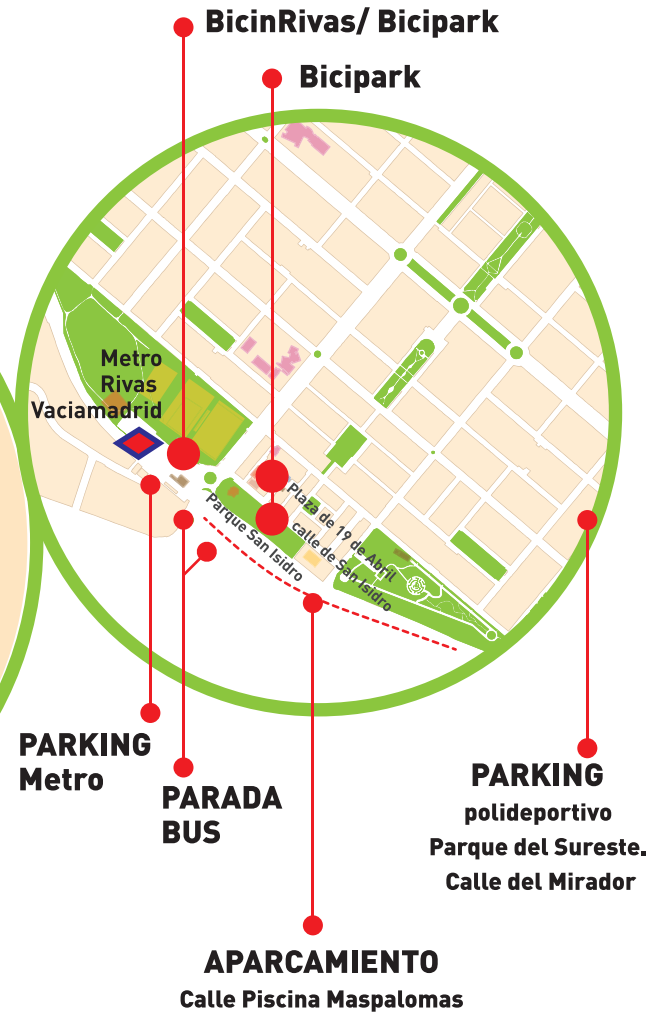 BicinRivas/ Bicipark
Bicipark
Metro
Rivas
Vaciamadrid
Plaza de 19 de Abril
calle de San Isidro
Parque San Isidro
PARKING
Metro
PARADA
BUS
PARKING
polideportivo
Parque del Sureste.
Calle del Mirador
APARCAMIENTO
Calle Piscina Maspalomas